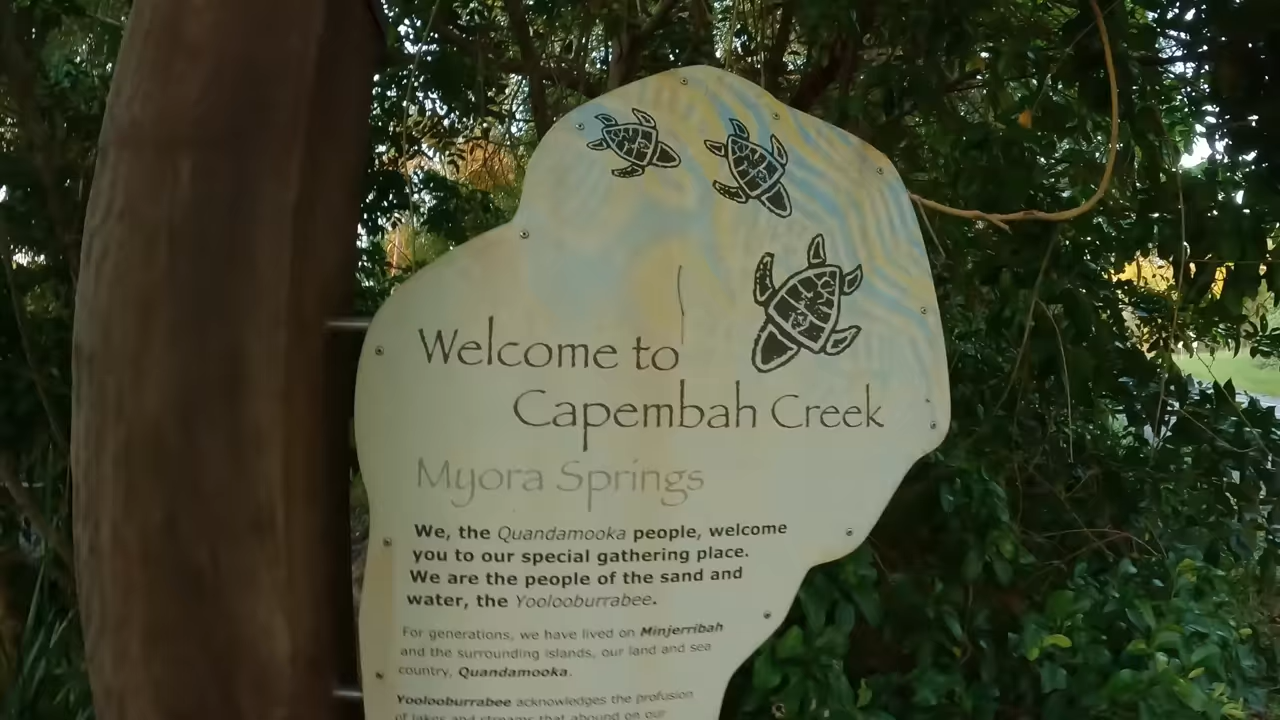 Welcome to
Capembah Creek
Myora Springs
We, the Quandamooka people, welcome
you to our special gathering place.
We are the people of the sand and
water, the Yoolooburrabee.
For generations, we have lived on Minjerribah
and the surrounding islands, our land and sea
country, Quandamooka.
Yoolooburrabee acknowledges the profusion
of lakes and streams that abound on our